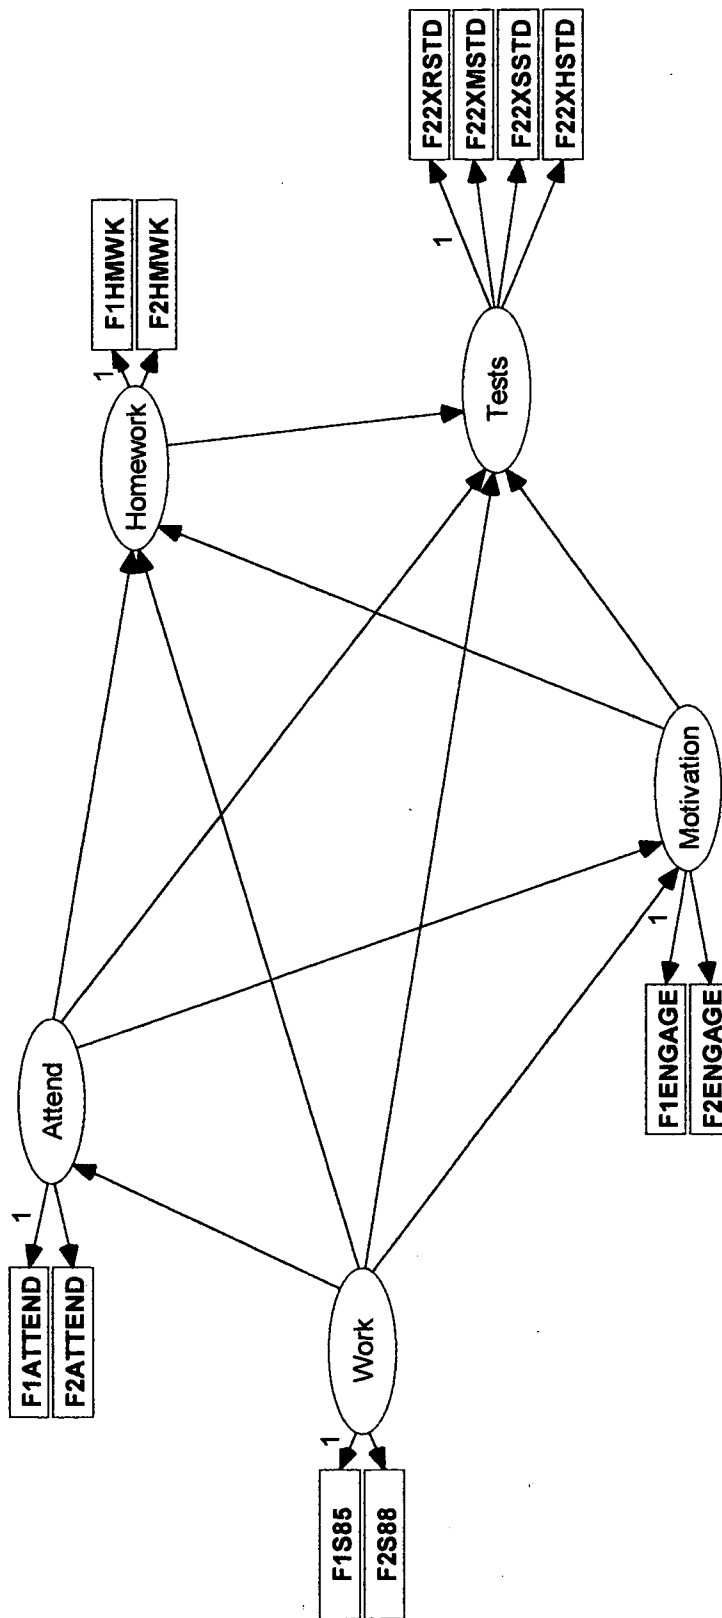 F1ATTEND
F2ATTEND
1
Attend
F1HMWK
F2HMWK
1
Homework
F1S85
F2S88
1
Work
F22XRSTD
F22XMSTD
F22XSSTD
F22XHSTD
1
Tests
F1ENGAGE
F2ENGAGE
1
Motivation